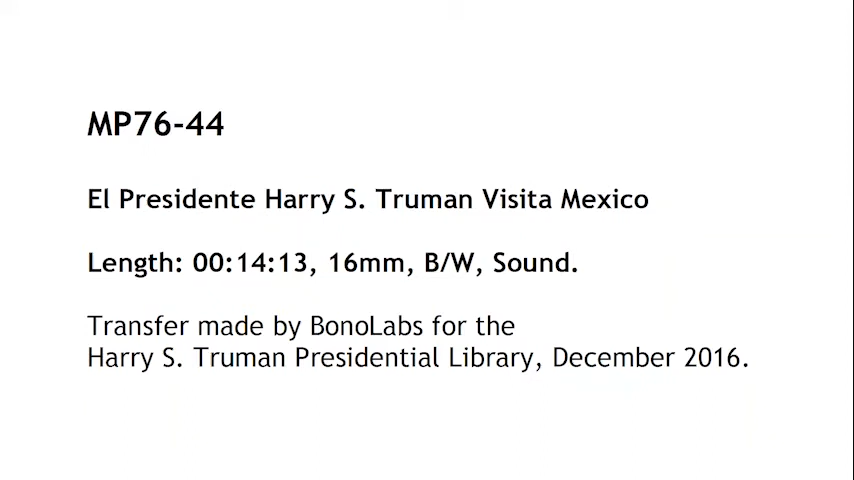 MP76-44
El Presidente Harry S. Truman Visita Mexico
Length: 00:14:13, 16mm, B/W, Sound.
Transfer made by BonoLabs for the
Harry S. Truman Presidential Library, December 2016.